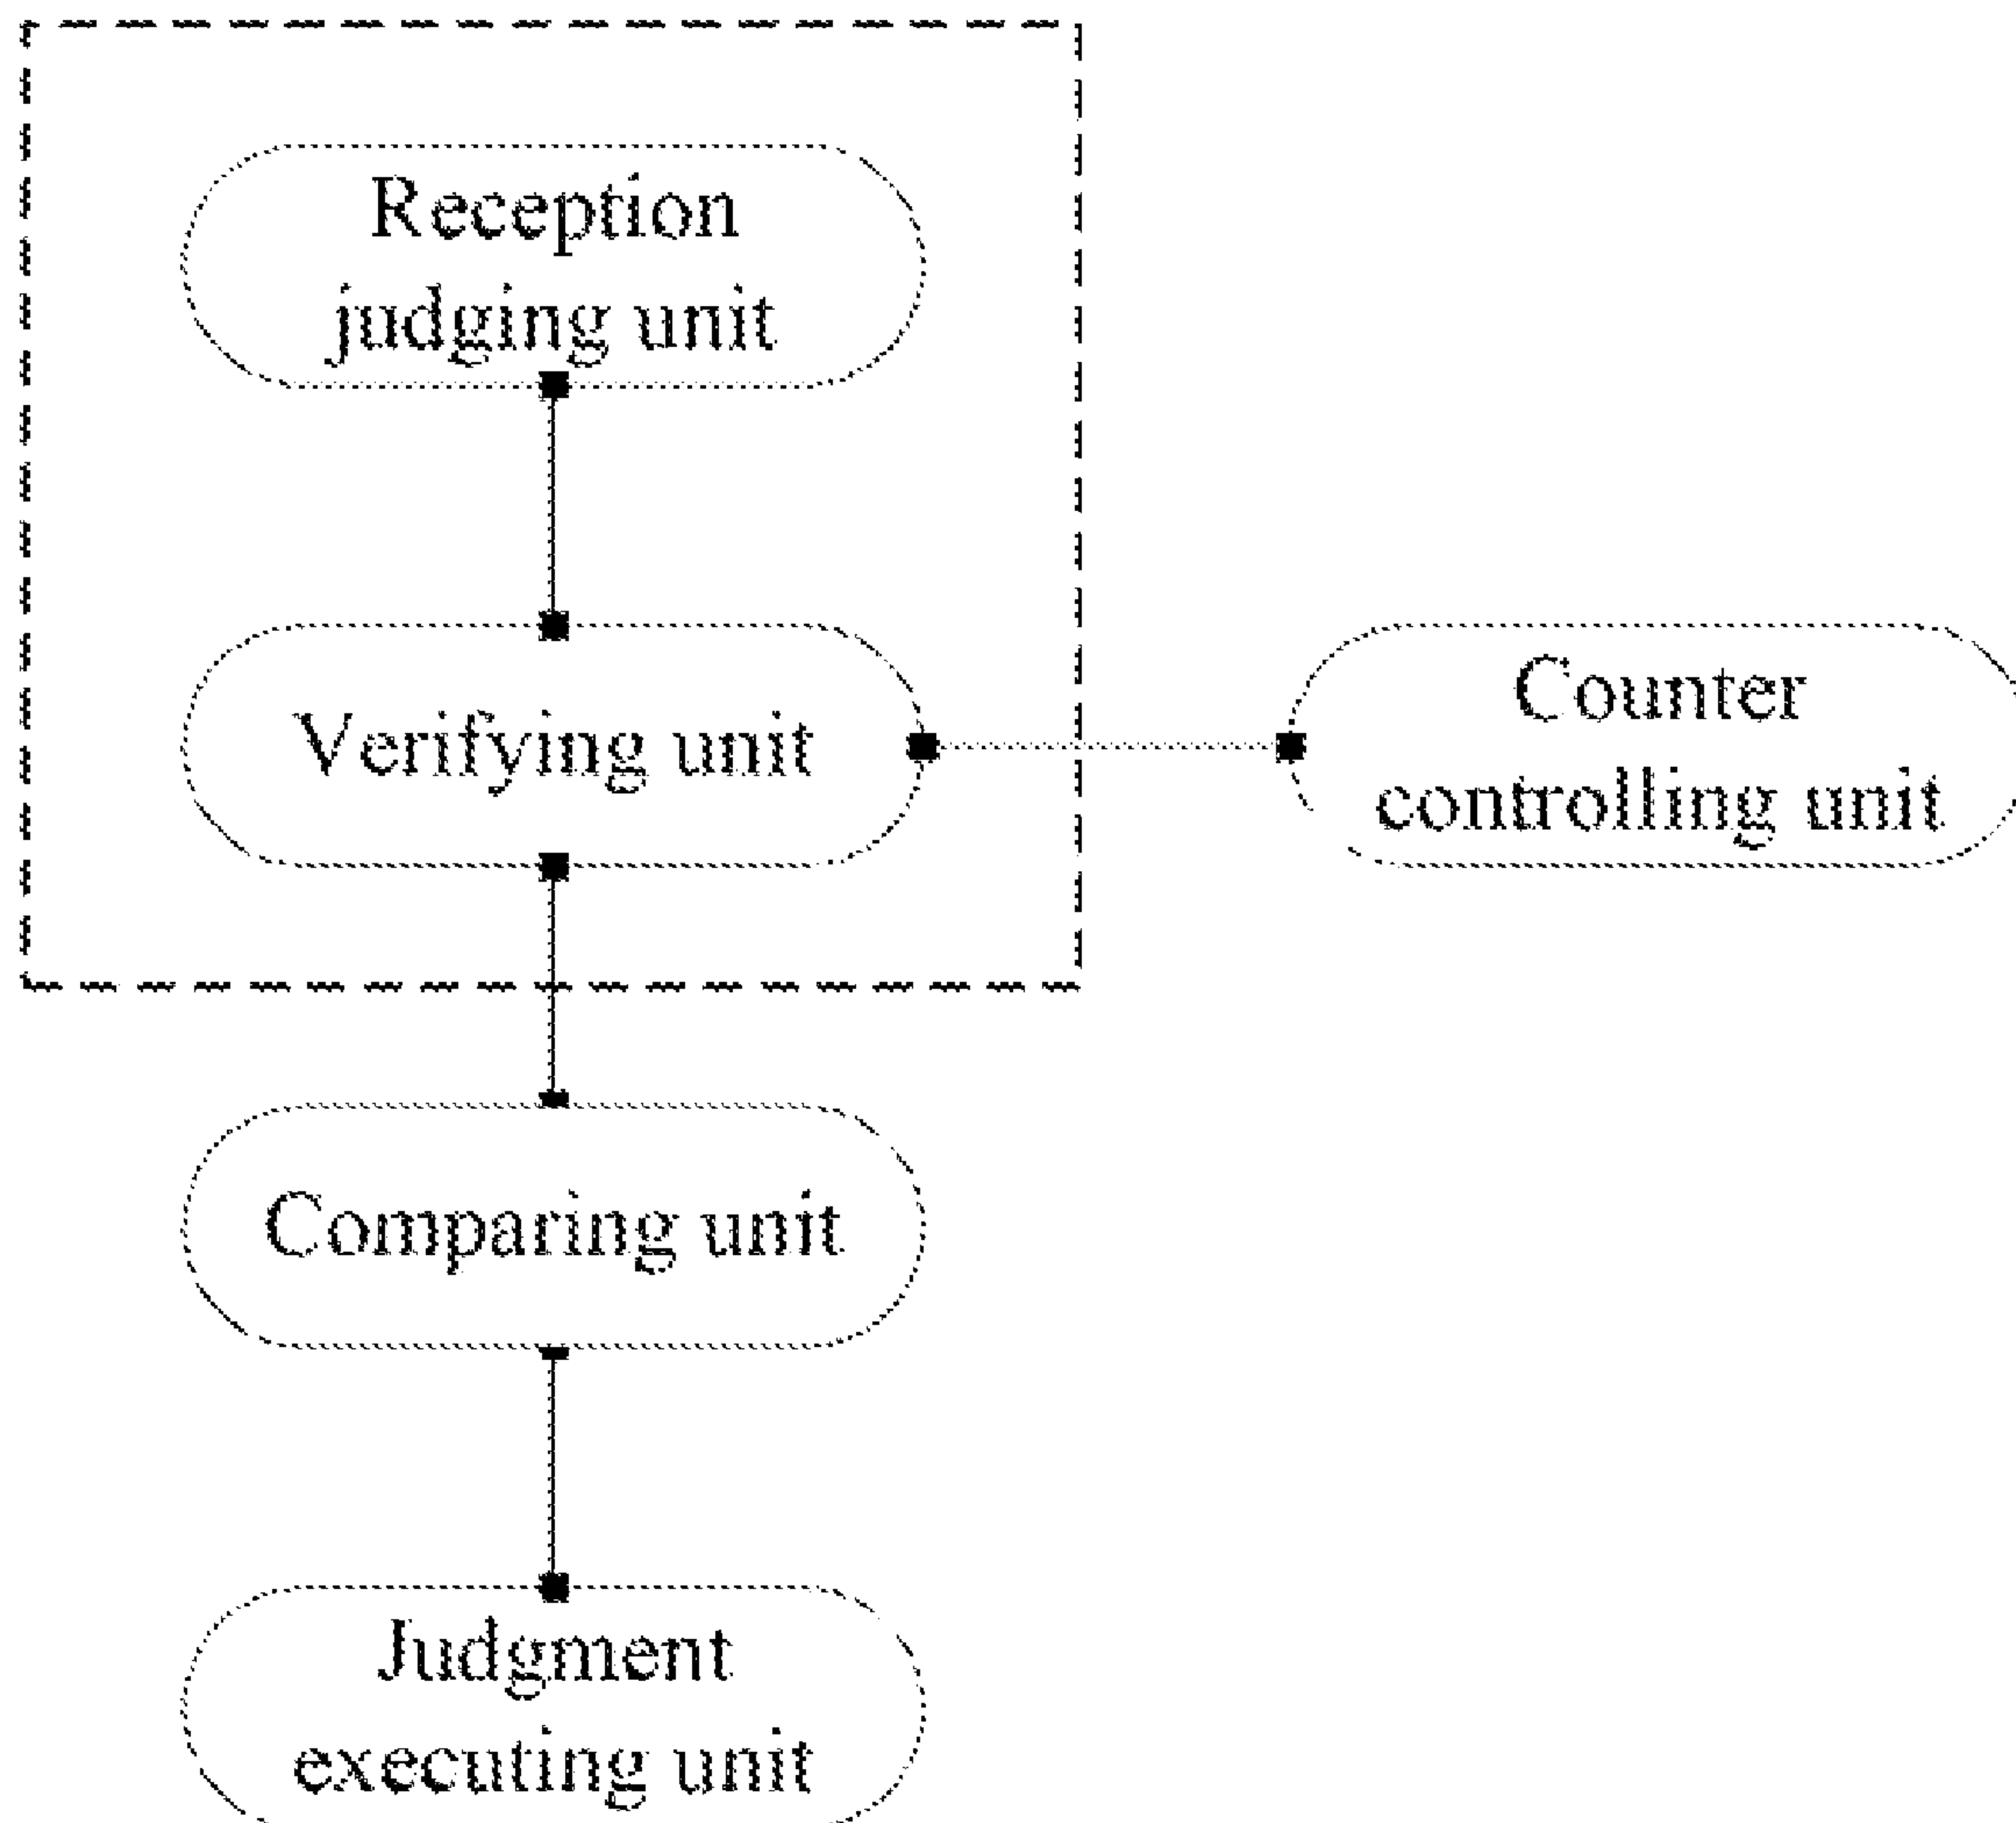 Reception
judging unit
Verifying unit
Counter
controlling unit
Comparing unit
Judgment
executing unit